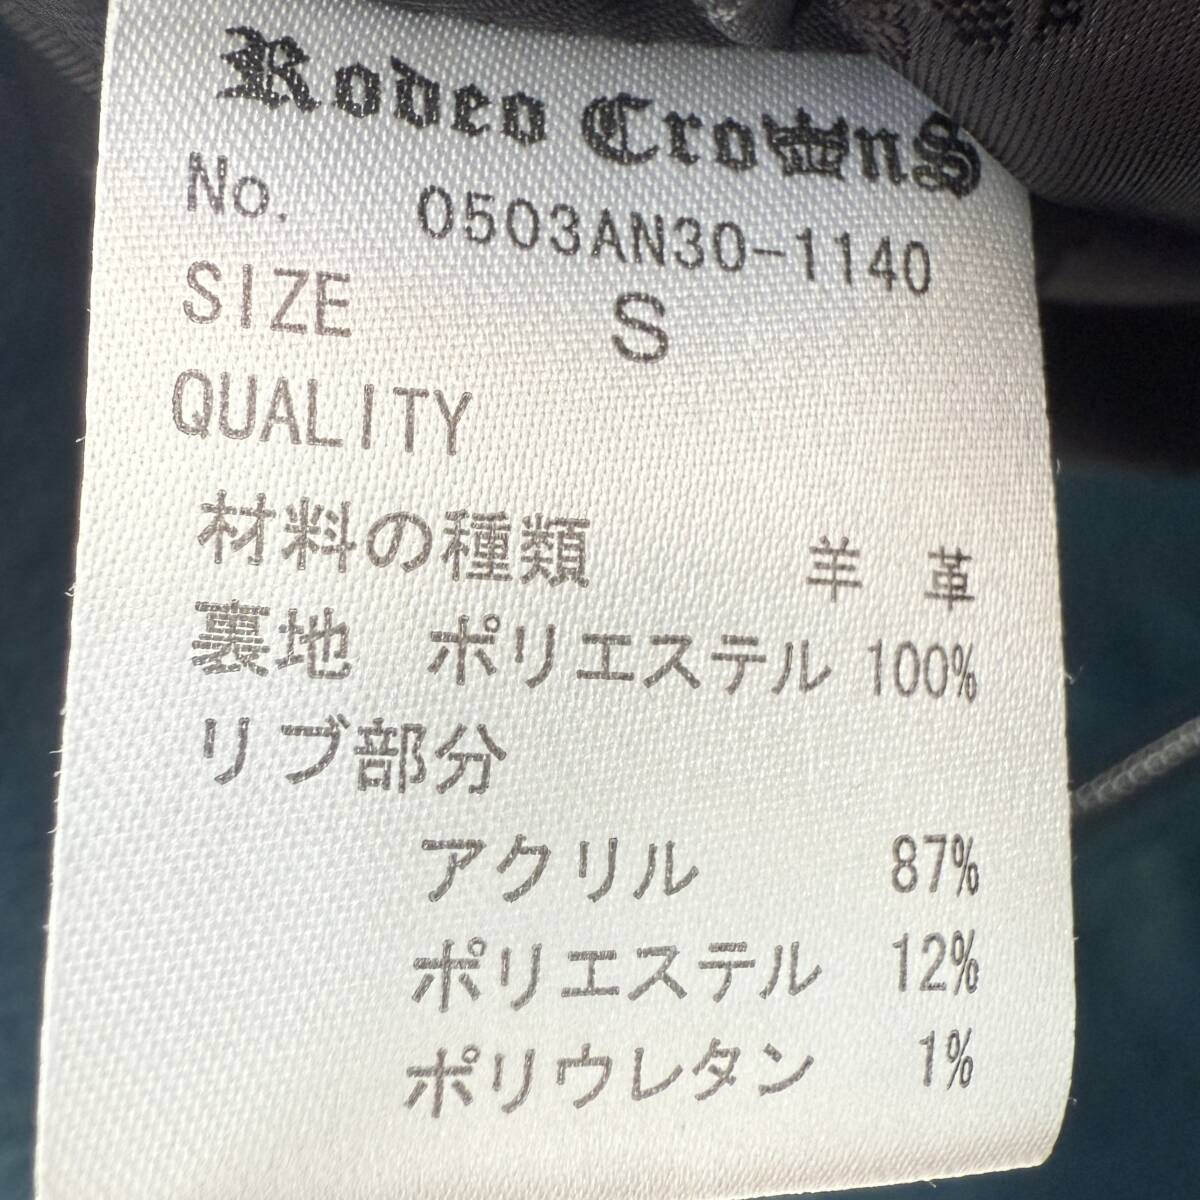 Rodeo Crowns
No. 0503AN30-1140
SIZE S
QUALITY
材料の種類 羊 革
裏地 ポリエステル 100%
リブ部分
アクリル 87%
ポリエステル 12%
ポリウレタン 1%